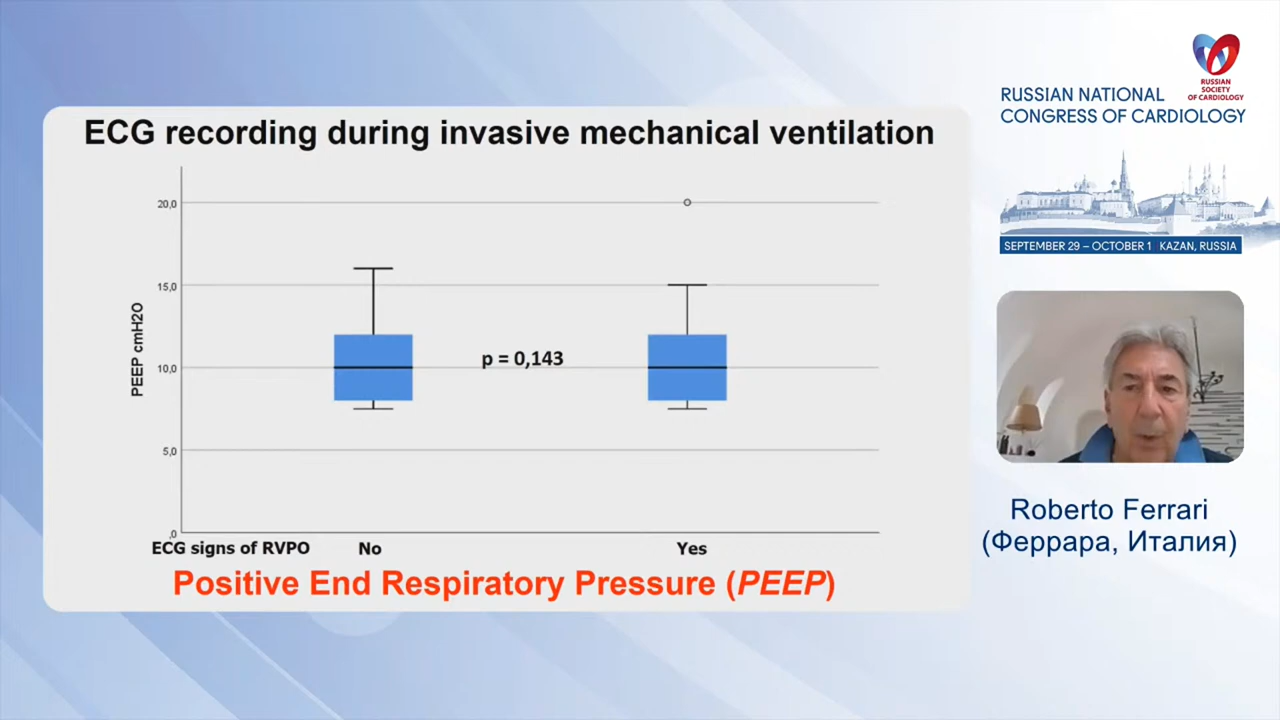 ECG recording during invasive mechanical ventilation
20,0
15,0
10,0
5,0
,0
PEEP cmH2O
p = 0,143
ECG signs of RVPO No Yes
Positive End Respiratory Pressure (PEEP)
RUSSIAN
SOCIETY
OF CARDIOLOGY
RUSSIAN NATIONAL
CONGRESS OF CARDIOLOGY
SEPTEMBER 29 – OCTOBER 1 KAZAN, RUSSIA
Roberto Ferrari
(Феррара, Италия)